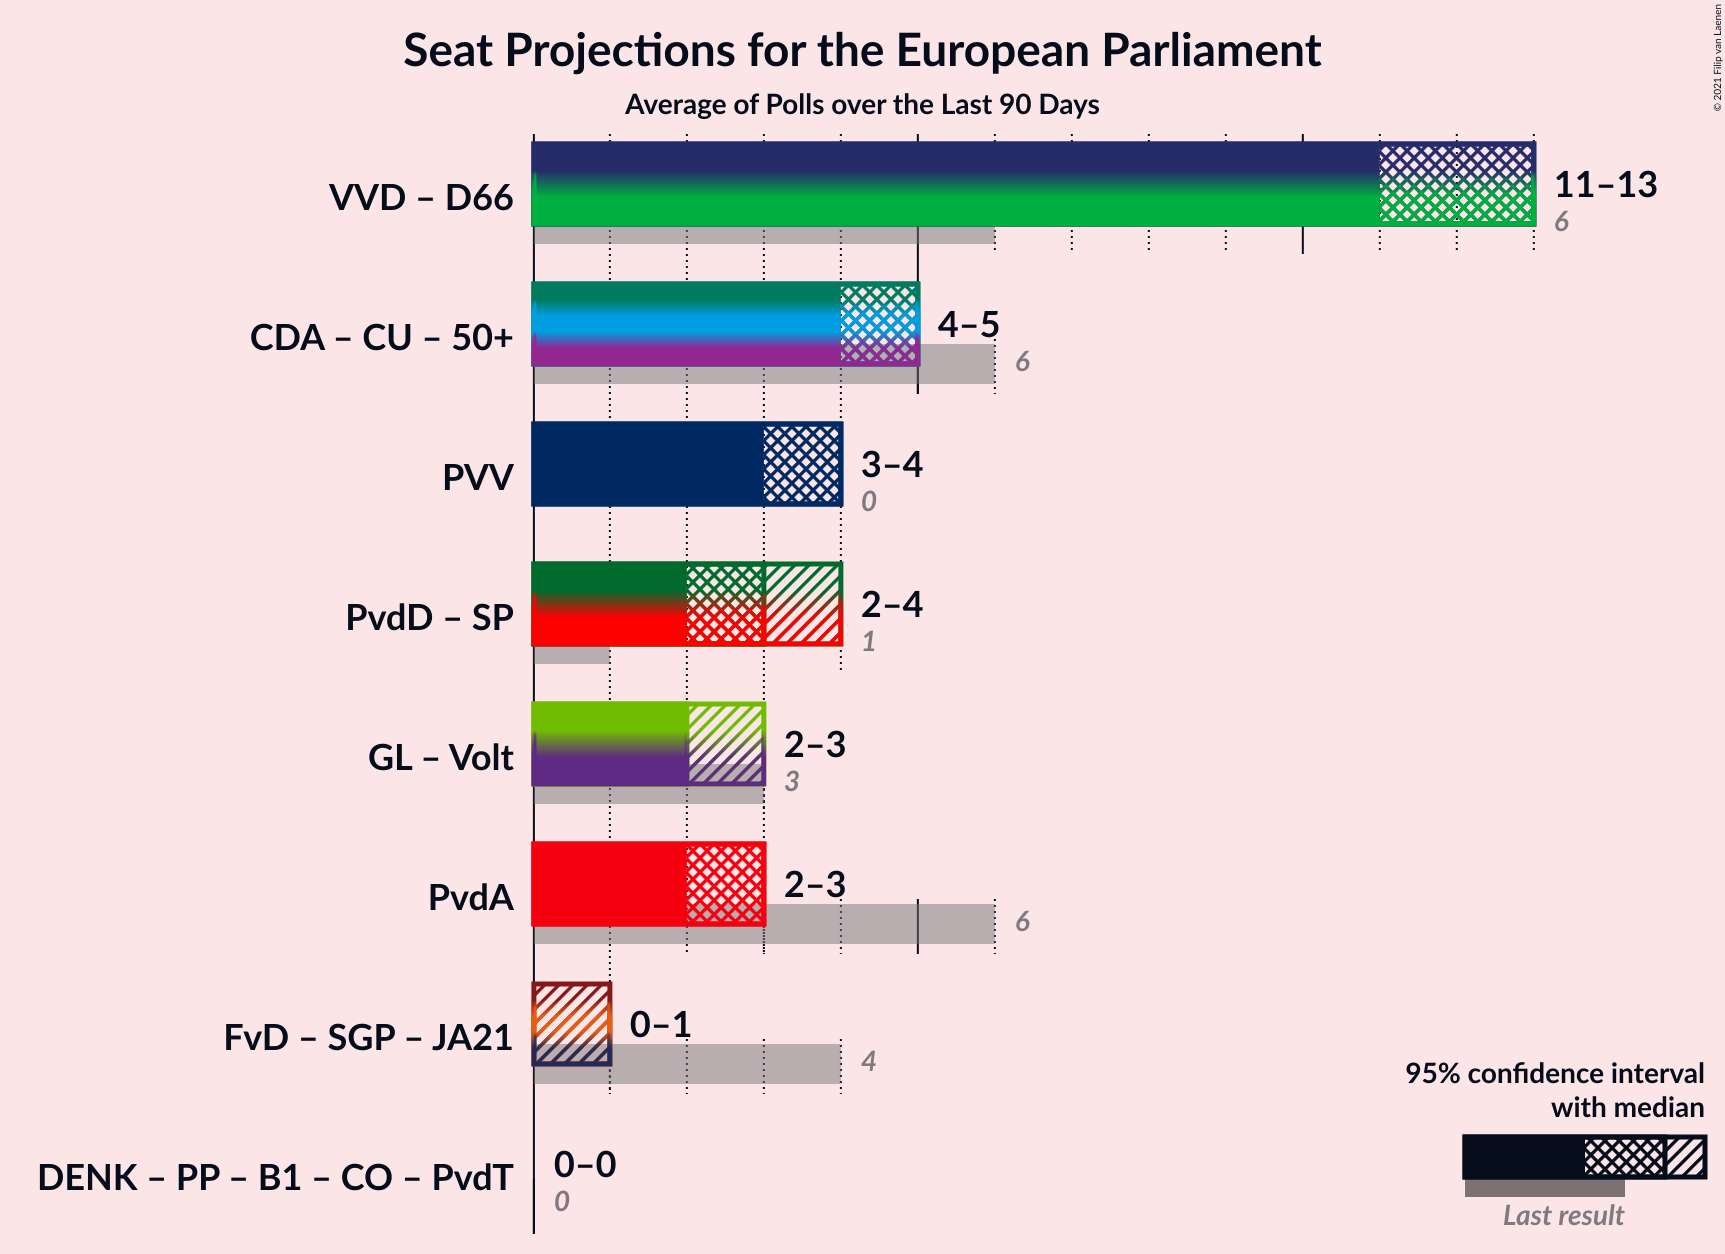 Seat Projections for the European Parliament
Average of Polls over the Last 90 Days
© 2021 Filip van Laenen
VVD – D66
11–13
6
CDA – CU – 50+
4–5
6
PVV
3–4
0
PvdD – SP
2–4
1
GL – Volt
2–3
3
PvdA
2–3
6
FvD – SGP – JA21
0–1
4
DENK – PP – B1 – CO – PvdT
0–0
0
95% confidence interval
with median
Last result